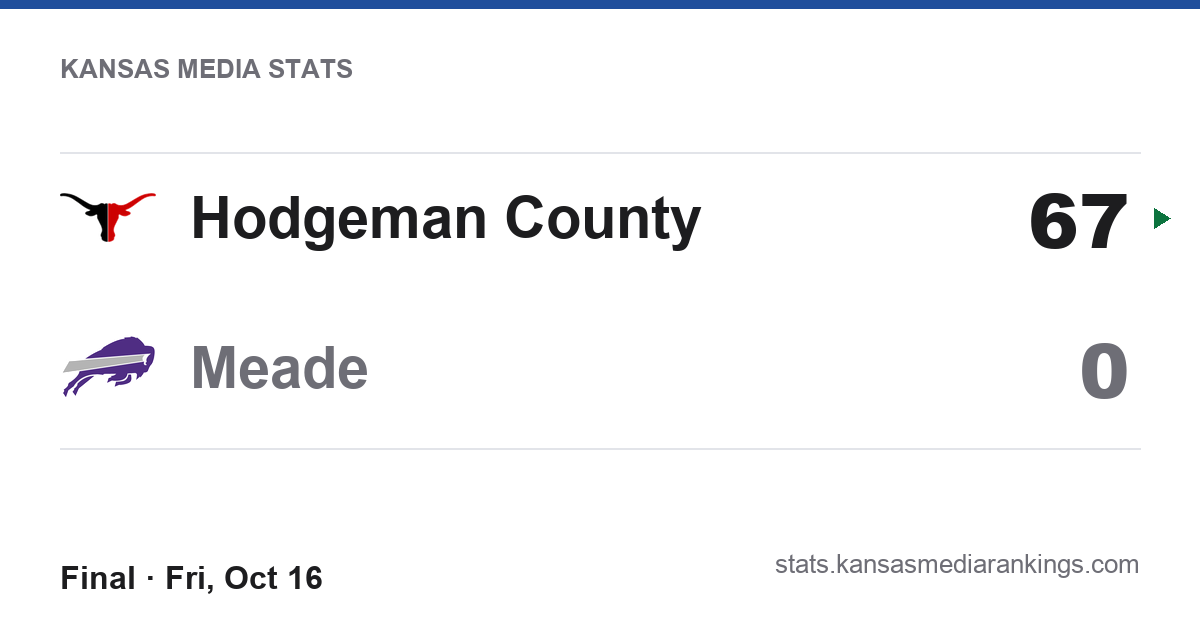 KANSAS MEDIA STATS
Hodgeman County 67
Meade 0
Final · Fri, Oct 16
stats.kansasmediarankings.com